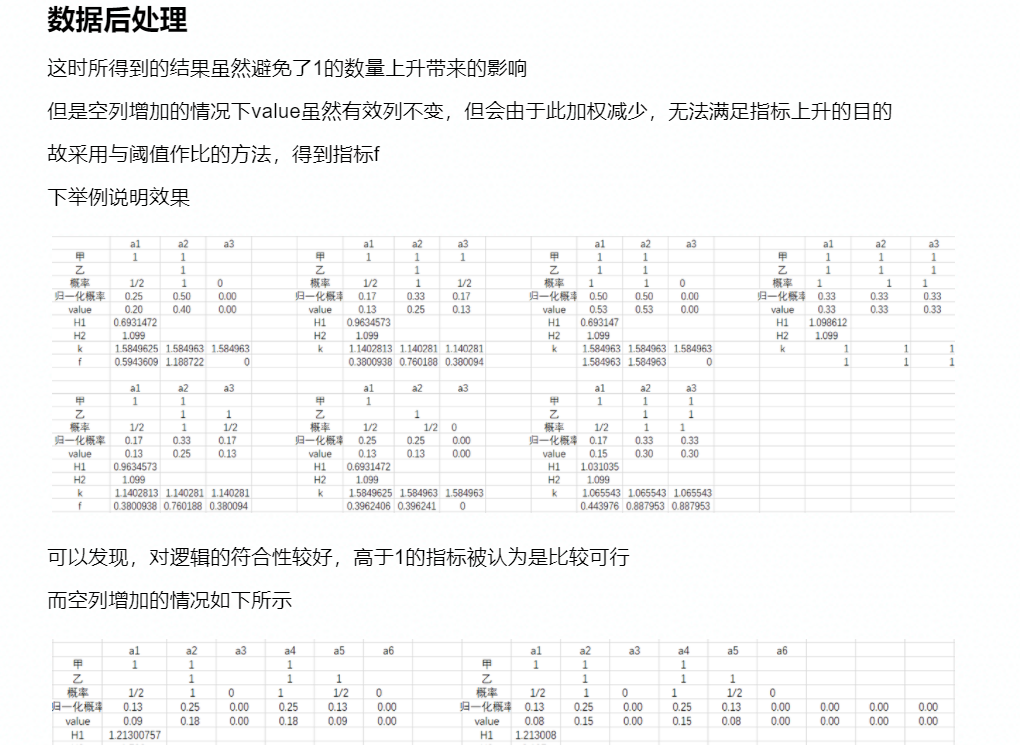 数据后处理
这时所得到的结果虽然避免了1的数量上升带来的影响
但是空列增加的情况下value虽然有效列不变，但会由于此加权减少，无法满足指标上升的目的
故采用与阈值作比的方法，得到指标f
下举例说明效果
a1 a2 a3 a1 a2 a3 a1 a2 a3 a1 a2 a3
甲 1 1 甲 1 1 1 甲 1 1 甲 1 1 1
乙 1 乙 1 乙 1 1 乙 1 1 1
概率 1/2 1 0 概率 1/2 1 1/2 概率 1 1 0 概率 1 1 1
归一化概率 0.25 0.50 0.00 归一化概率 0.17 0.33 0.17 归一化概率 0.50 0.50 0.00 归一化概率 0.33 0.33 0.33
value 0.20 0.40 0.00 value 0.13 0.25 0.13 value 0.53 0.53 0.00 value 0.33 0.33 0.33
H1 0.6931472 H1 0.9634573 H1 0.693147 H1 1.098612
H2 1.099 H2 1.099 H2 1.099 H2 1.099
k 1.5849625 1.584963 1.584963 k 1.1402813 1.140281 1.140281 k 1.584963 1.584963 1.584963 k 1 1 1
f 0.5943609 1.188722 0 0.3800938 0.760188 0.380094 1.584963 1.584963 0 1 1 1
a1 a2 a3 a1 a2 a3 a1 a2 a3
甲 1 1 甲 1 甲 1 1 1
乙 1 1 乙 1 乙 1 1
概率 1/2 1 1/2 概率 1/2 1/2 0 概率 1/2 1 1
归一化概率 0.17 0.33 0.17 归一化概率 0.25 0.25 0.00 归一化概率 0.17 0.33 0.33
value 0.13 0.25 0.13 value 0.13 0.13 0.00 value 0.15 0.30 0.30
H1 0.9634573 H1 0.6931472 H1 1.031035
H2 1.099 H2 1.099 H2 1.099
k 1.1402813 1.140281 1.140281 k 1.5849625 1.584963 1.584963 k 1.065543 1.065543 1.065543
f 0.3800938 0.760188 0.380094 0.3962406 0.396241 0 0.443976 0.887953 0.887953
可以发现，对逻辑的符合性较好，高于1的指标被认为是比较可行
而空列增加的情况如下所示
a1 a2 a3 a4 a5 a6 a1 a2 a3 a4 a5 a6
甲 1 1 1 甲 1 1 1
乙 1 1 1 乙 1 1 1
概率 1/2 1 0 1 1/2 0 概率 1/2 1 0 1 1/2 0
归一化概率 0.13 0.25 0.00 0.25 0.13 0.00 归一化概率 0.13 0.25 0.00 0.25 0.13 0.00 0.00 0.00 0.00
value 0.09 0.18 0.00 0.18 0.09 0.00 value 0.08 0.15 0.00 0.15 0.08 0.00 0.00 0.00 0.00
H1 1.21300757 H1 1.213008